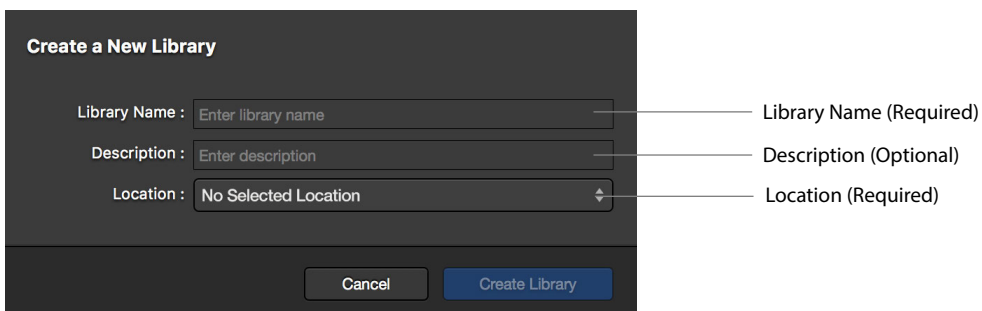 Create a New Library
Library Name : Enter library name Library Name (Required)
Description : Enter description Description (Optional)
Location : No Selected Location Location (Required)
Cancel Create Library